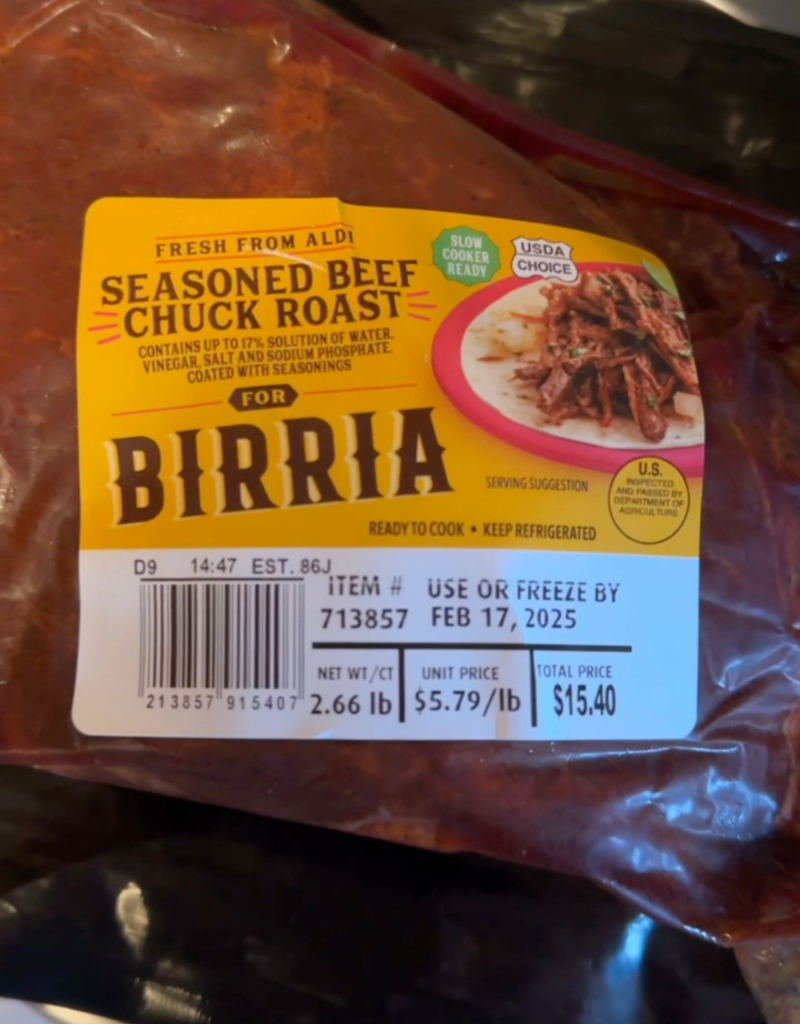 FRESH FROM ALDI
SEASONED BEEF
CHUCK ROAST
CONTAINS UP TO 17% SOLUTION OF WATER,
VINEGAR, SALT AND SODIUM PHOSPHATE.
COATED WITH SEASONINGS
FOR
BIRRIA
SLOW
COOKER
READY
USDA
CHOICE
SERVING SUGGESTION
U.S.
INSPECTED
AND PASSED BY
DEPARTMENT OF
AGRICULTURE
READY TO COOK • KEEP REFRIGERATED
D9 14:47 EST. 86J
ITEM # USE OR FREEZE BY
713857 FEB 17, 2025
NET WT/CT UNIT PRICE TOTAL PRICE
2.66 lb $5.79/lb $15.40
213857 915407